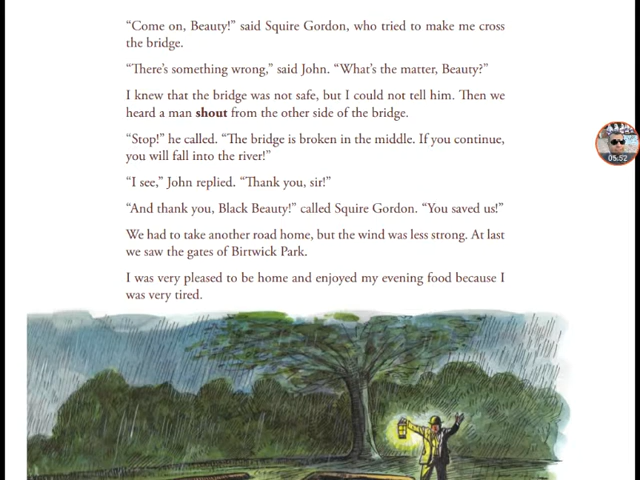 “Come on, Beauty!” said Squire Gordon, who tried to make me cross
the bridge.
“There’s something wrong,” said John. “What’s the matter, Beauty?”
I knew that the bridge was not safe, but I could not tell him. Then we
heard a man shout from the other side of the bridge.
“Stop!” he called. “The bridge is broken in the middle. If you continue,
you will fall into the river!”
“I see,” John replied. “Thank you, sir!”
“And thank you, Black Beauty!” called Squire Gordon. “You saved us!”
We had to take another road home, but the wind was less strong. At last
we saw the gates of Birtwick Park.
I was very pleased to be home and enjoyed my evening food because I
was very tired.
05:52